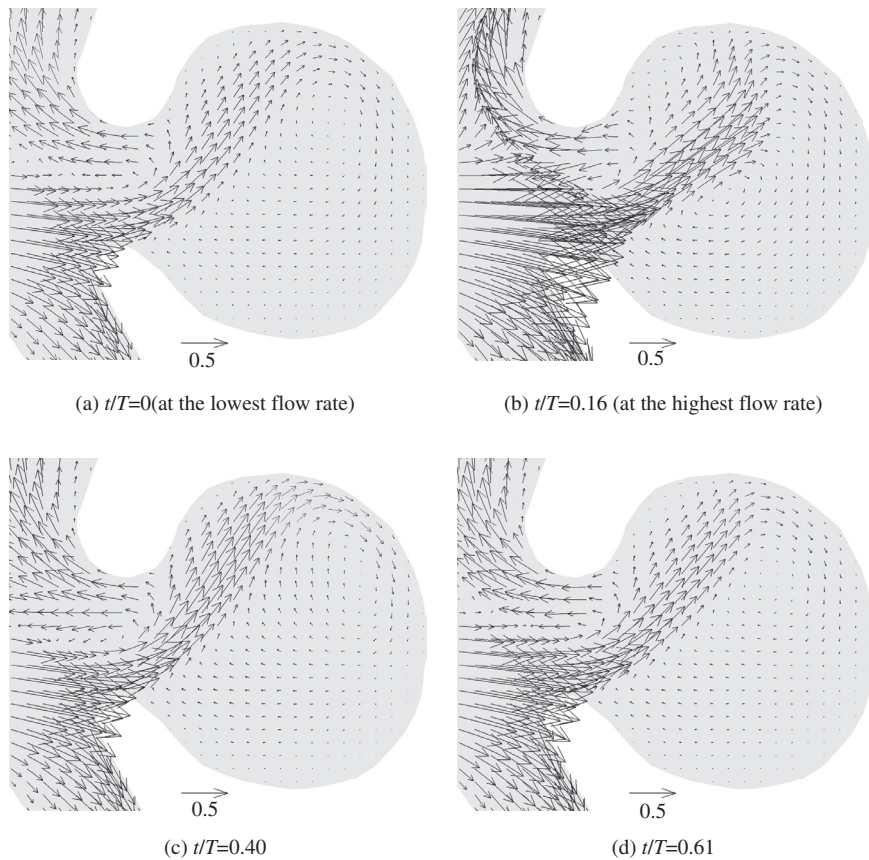 0.5
0.5
(a) t/T=0(at the lowest flow rate)
(b) t/T=0.16 (at the highest flow rate)
0.5
0.5
(c) t/T=0.40
(d) t/T=0.61